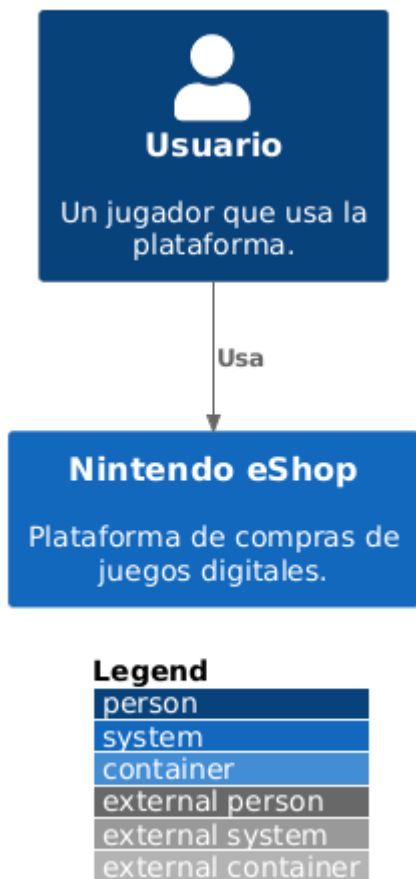 Usuario
Un jugador que usa la
plataforma.
Usa
Nintendo eShop
Plataforma de compras de
juegos digitales.
Legend
person
system
container
external person
external system
external container